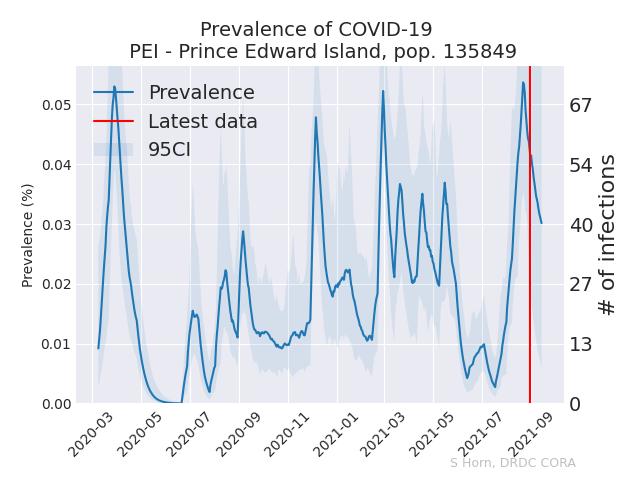 Prevalence of COVID-19
PEI - Prince Edward Island, pop. 135849
Prevalence
Latest data
95CI
Prevalence (%)
0.05
0.04
0.03
0.02
0.01
0.00
67
54
40
27
13
0
# of infections
2020-03
2020-05
2020-07
2020-09
2020-11
2021-01
2021-03
2021-05
2021-07
2021-09
S Horn, DRDC CORA